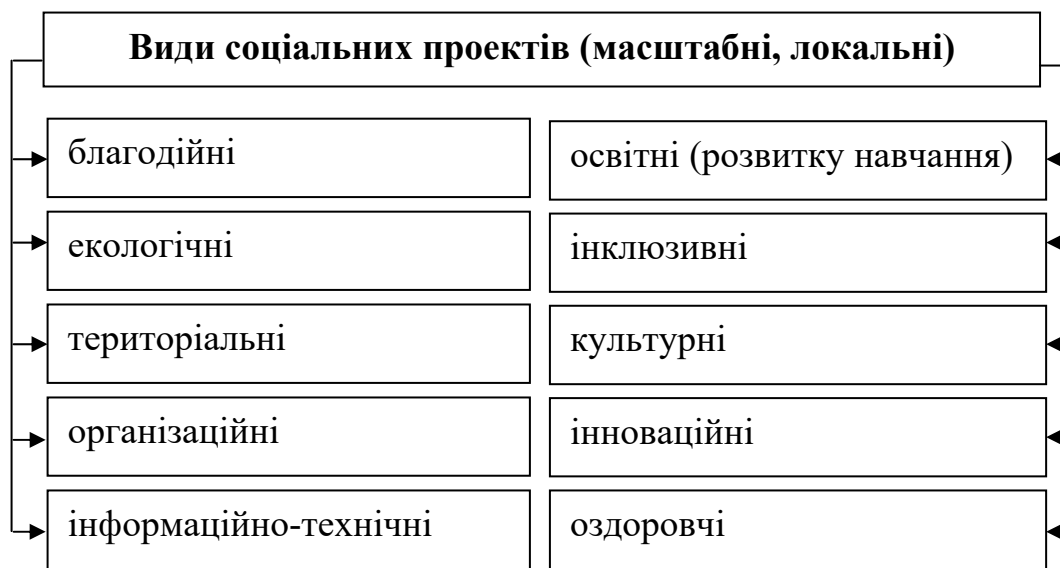 Види соціальних проектів (масштабні, локальні)
благодійні
освітні (розвитку навчання)
екологічні
інклюзивні
територіальні
культурні
організаційні
інноваційні
інформаційно-технічні
оздоровчі